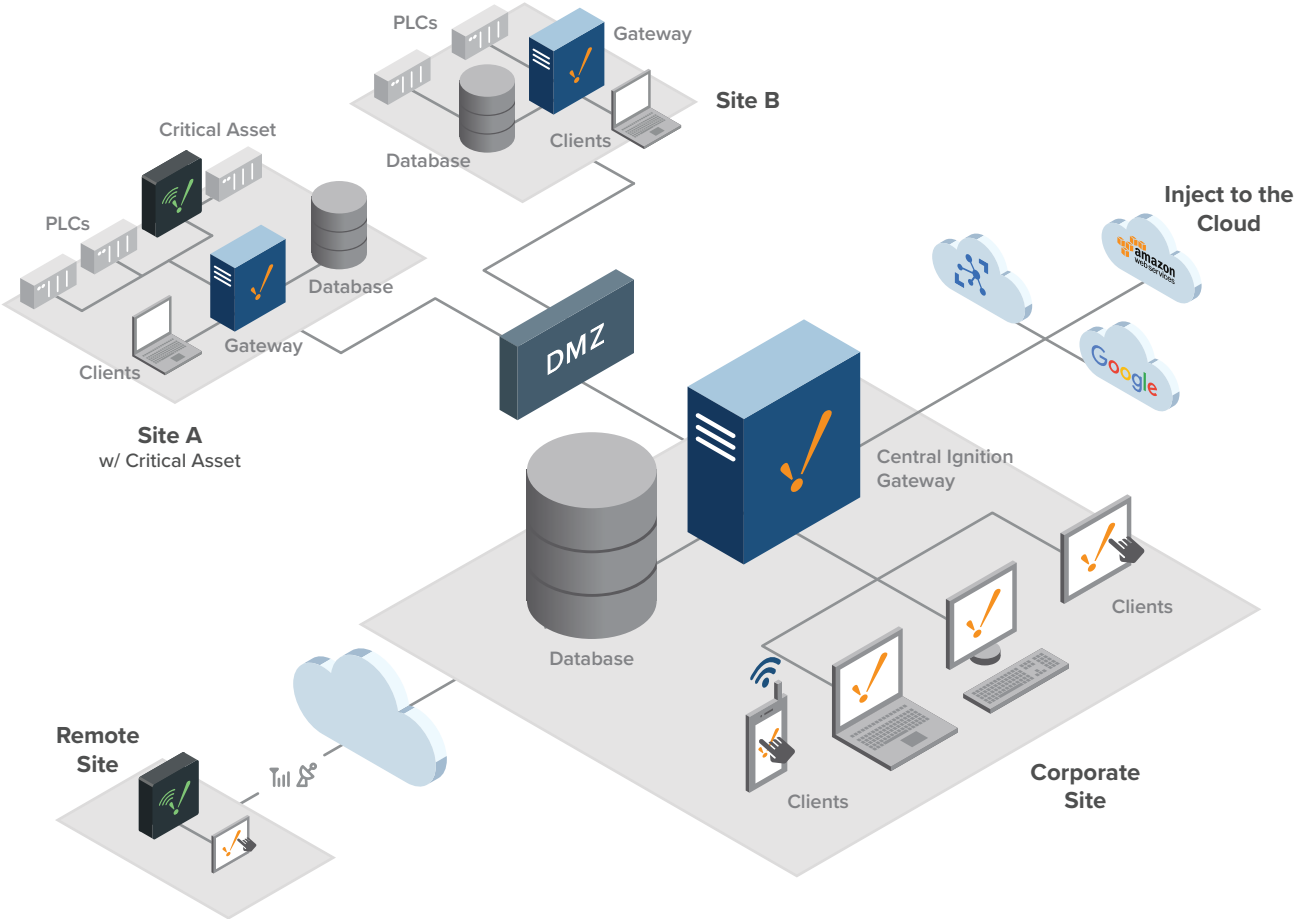 PLCs
Gateway
Site B
Clients
Database
Critical Asset
PLCs
Database
Gateway
Clients
Site A
w/ Critical Asset
DMZ
Inject to the
Cloud
amazon
web services
Google
Central Ignition
Gateway
Database
Clients
Clients
Corporate
Site
Remote
Site